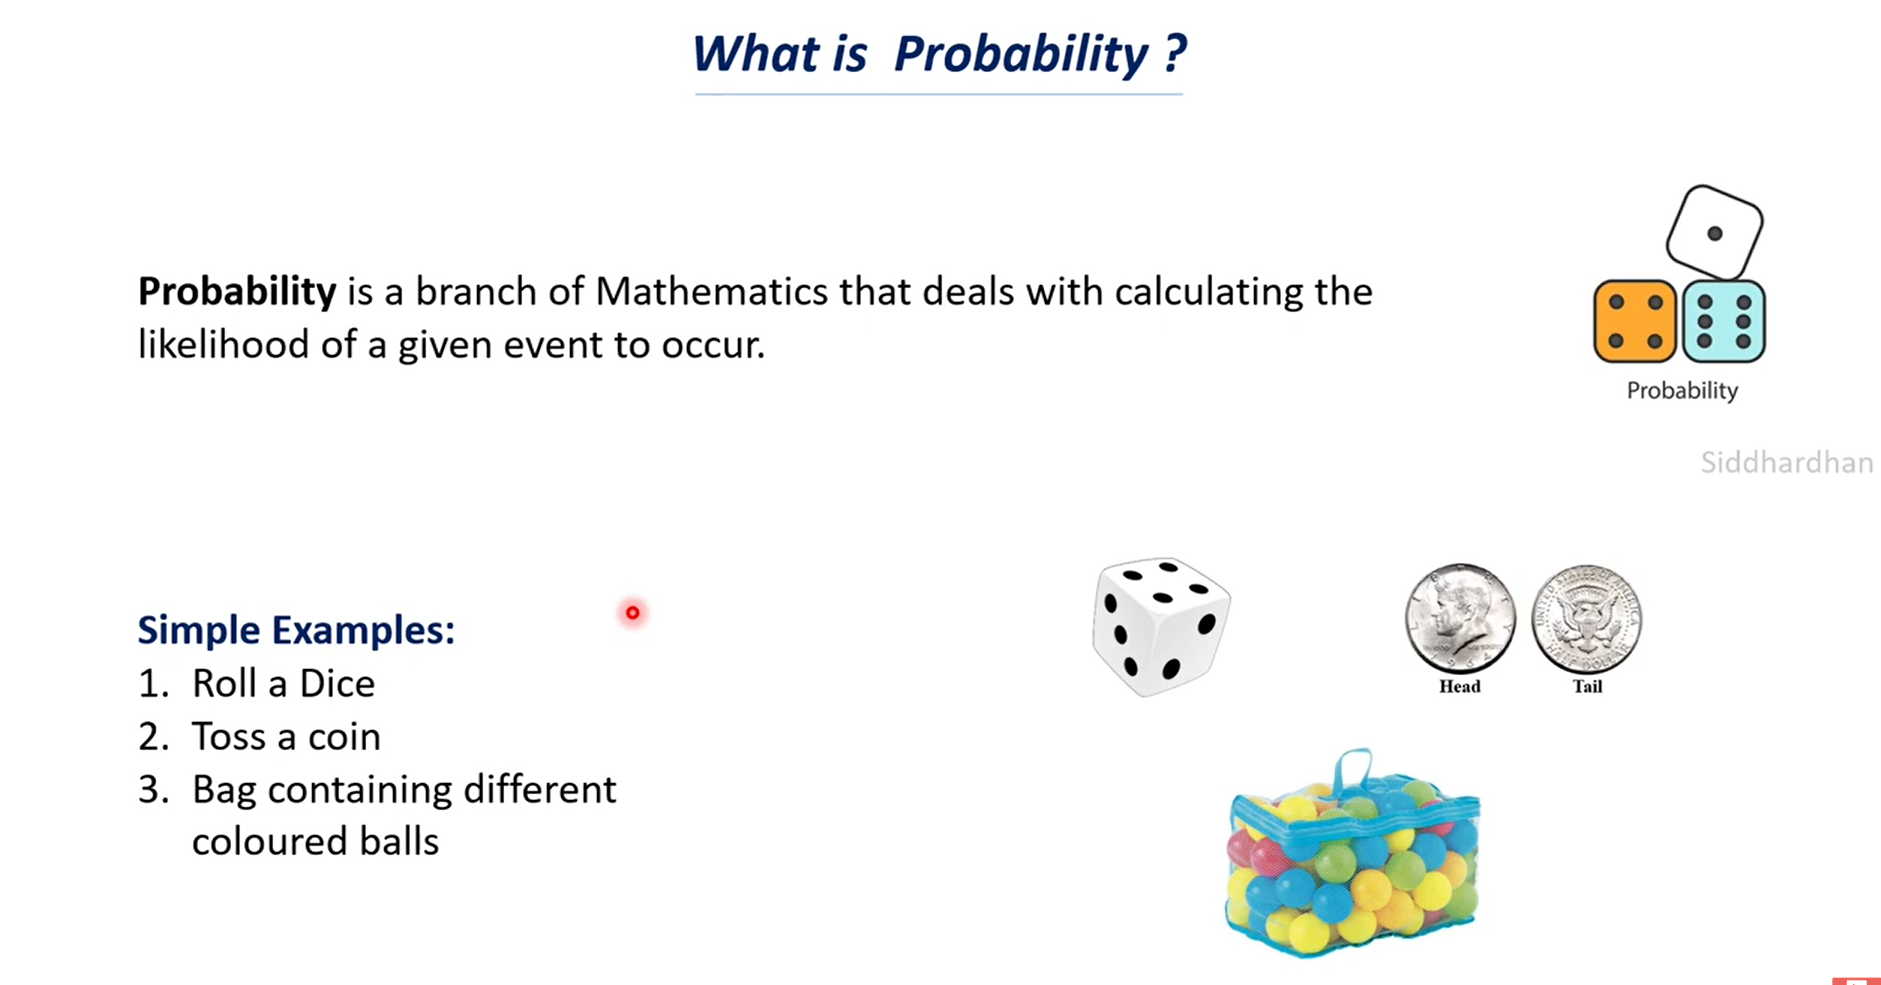 What is Probability ?
Probability is a branch of Mathematics that deals with calculating the
likelihood of a given event to occur.
Probability
Siddhardhan
Simple Examples:
1. Roll a Dice
2. Toss a coin
3. Bag containing different
coloured balls
Head
Tail